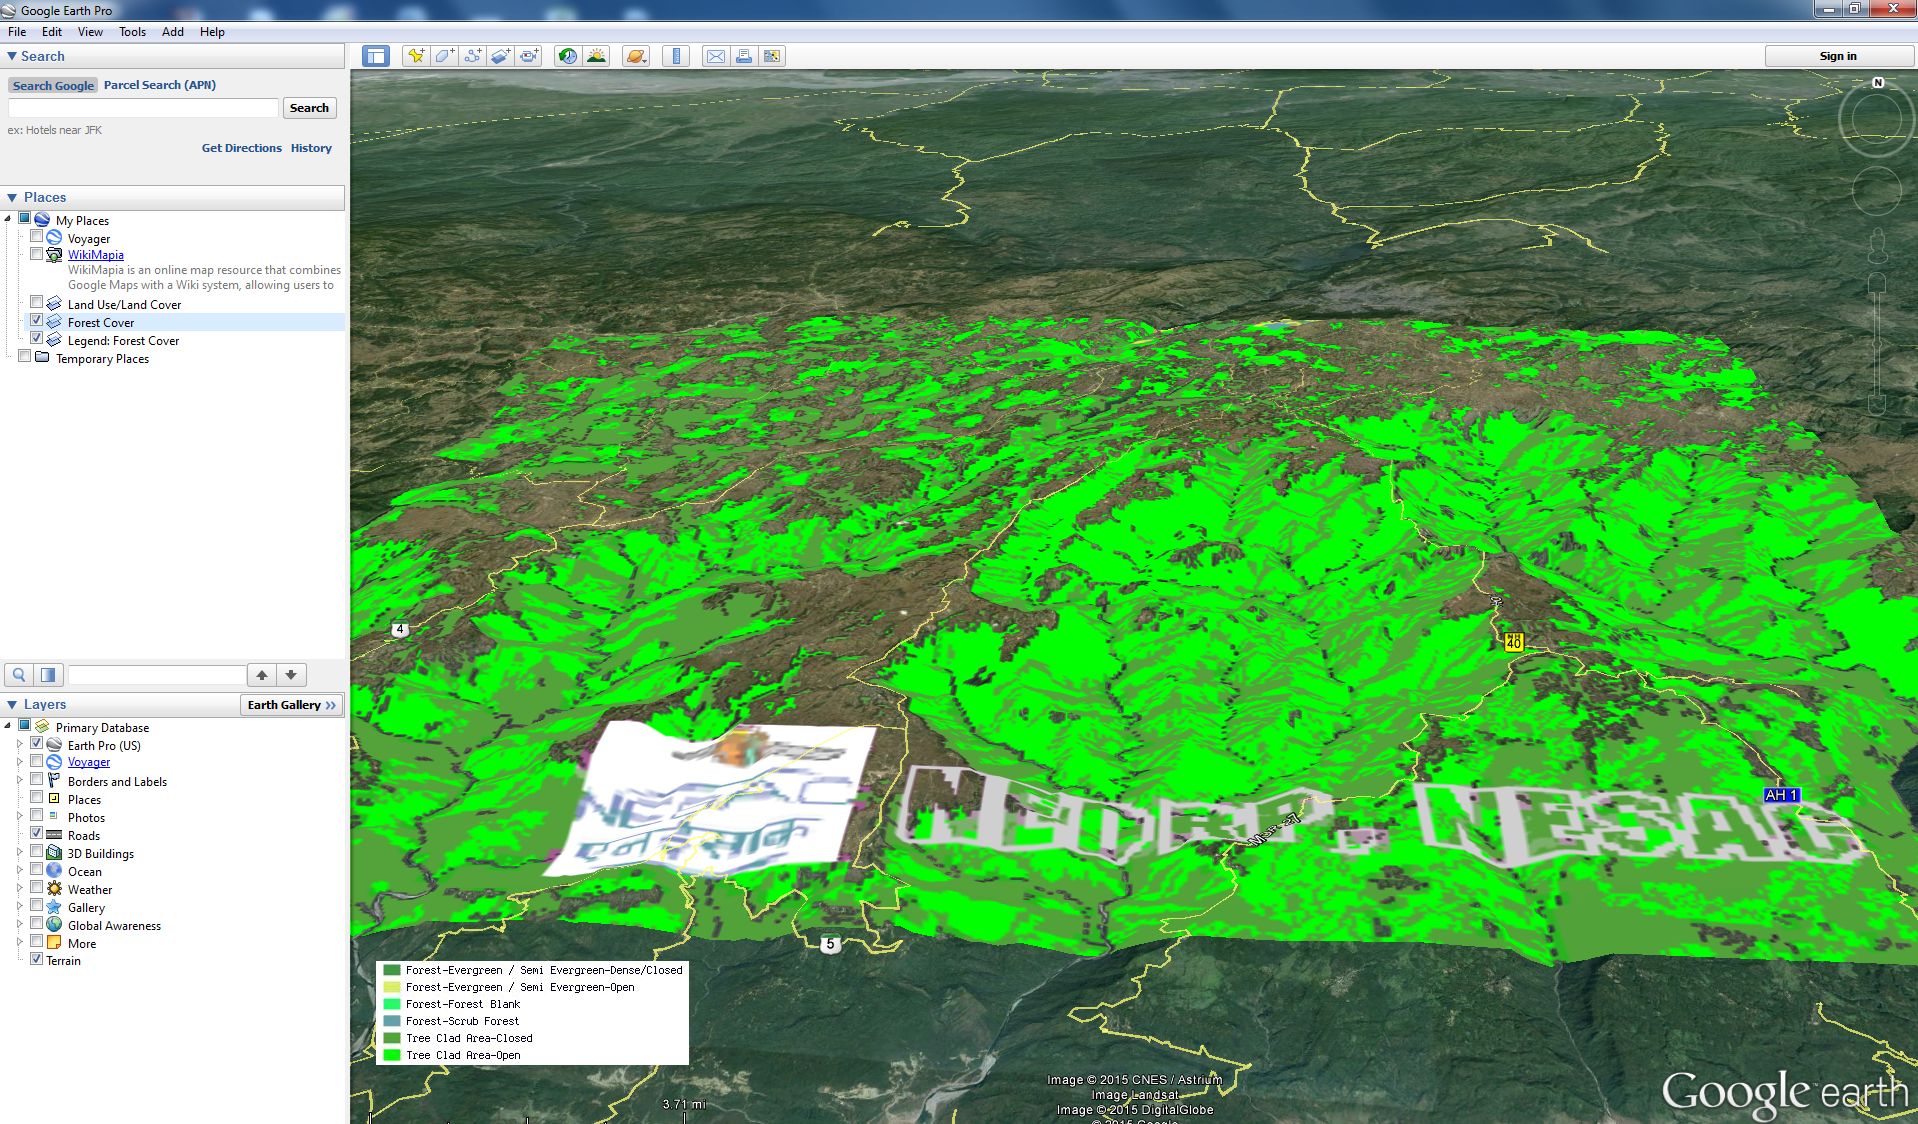 Google Earth Pro
File Edit View Tools Add Help
Search
Search Google Parcel Search (APN)
Search
ex: Hotels near JFK
Get Directions History
Places
My Places
Voyager
WikiMapia
WikiMapia is an online map resource that combines
Google Maps with a Wiki system, allowing users to
Land Use/Land Cover
Forest Cover
Legend: Forest Cover
Temporary Places
Layers
Earth Gallery >>
Primary Database
Earth Pro (US)
Voyager
Borders and Labels
Places
Photos
Roads
3D Buildings
Ocean
Weather
Gallery
Global Awareness
More
Terrain
Sign in
N
4
NH 40
AH 1
NESAC
एन ई सैक
NEDRP, NESAC
5
Forest-Evergreen / Semi Evergreen-Dense/Closed
Forest-Evergreen / Semi Evergreen-Open
Forest-Forest Blank
Forest-Scrub Forest
Tree Clad Area-Closed
Tree Clad Area-Open
3.71 mi
Image © 2015 CNES / Astrium
Image Landsat
Image © 2015 DigitalGlobe
© 2015 Google
Google earth